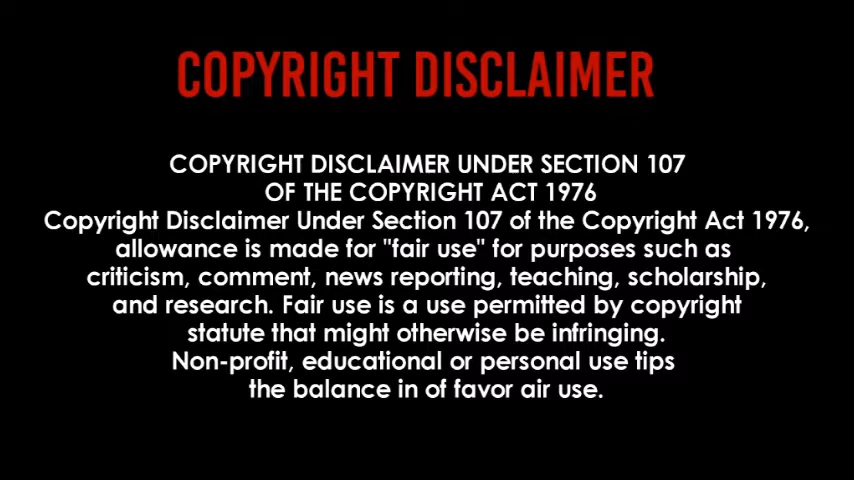 COPYRIGHT DISCLAIMER
COPYRIGHT DISCLAIMER UNDER SECTION 107
OF THE COPYRIGHT ACT 1976
Copyright Disclaimer Under Section 107 of the Copyright Act 1976,
allowance is made for "fair use" for purposes such as
criticism, comment, news reporting, teaching, scholarship,
and research. Fair use is a use permitted by copyright
statute that might otherwise be infringing.
Non-profit, educational or personal use tips
the balance in of favor air use.